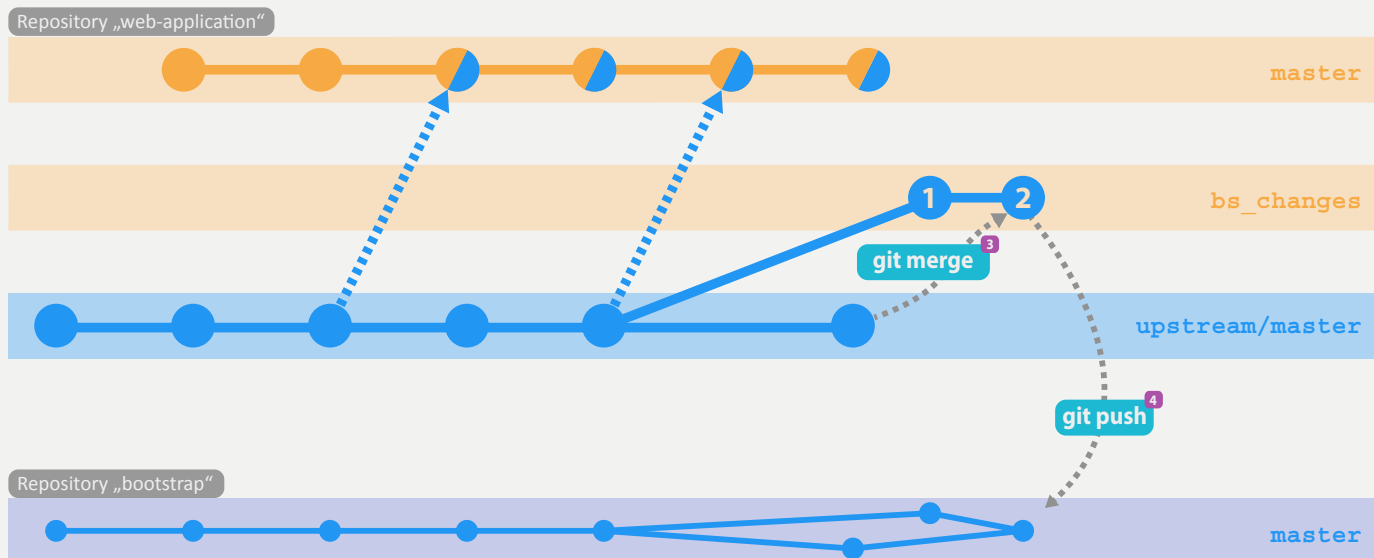 Repository „web-application“
master
1
2
bs_changes
3
git merge
upstream/master
4
git push
Repository „bootstrap“
master